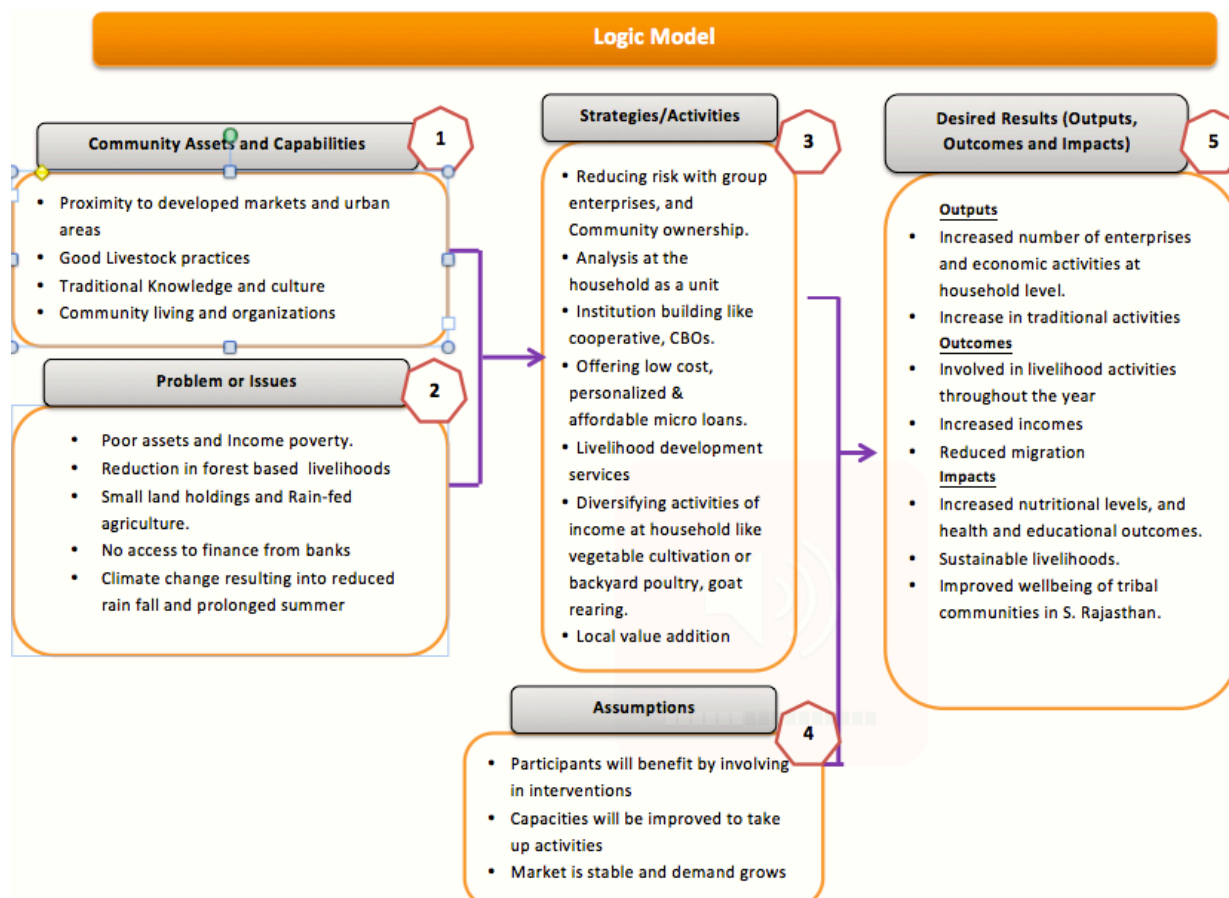 Logic Model
1
Community Assets and Capabilities
• Proximity to developed markets and urban
areas
• Good Livestock practices
• Traditional Knowledge and culture
• Community living and organizations
2
Problem or Issues
• Poor assets and Income poverty.
• Reduction in forest based livelihoods
• Small land holdings and Rain-fed
agriculture.
• No access to finance from banks
• Climate change resulting into reduced
rain fall and prolonged summer
Strategies/Activities
3
• Reducing risk with group
enterprises, and
Community ownership.
• Analysis at the
household as a unit
• Institution building like
cooperative, CBOs.
• Offering low cost,
personalized &
affordable micro loans.
• Livelihood development
services
• Diversifying activities of
income at household like
vegetable cultivation or
backyard poultry, goat
rearing.
• Local value addition
Assumptions
4
• Participants will benefit by involving
in interventions
• Capacities will be improved to take
up activities
• Market is stable and demand grows
Desired Results (Outputs,
Outcomes and Impacts)
5
Outputs
• Increased number of enterprises
and economic activities at
household level.
• Increase in traditional activities
Outcomes
• Involved in livelihood activities
throughout the year
• Increased incomes
• Reduced migration
Impacts
• Increased nutritional levels, and
health and educational outcomes.
• Sustainable livelihoods.
• Improved wellbeing of tribal
communities in S. Rajasthan.